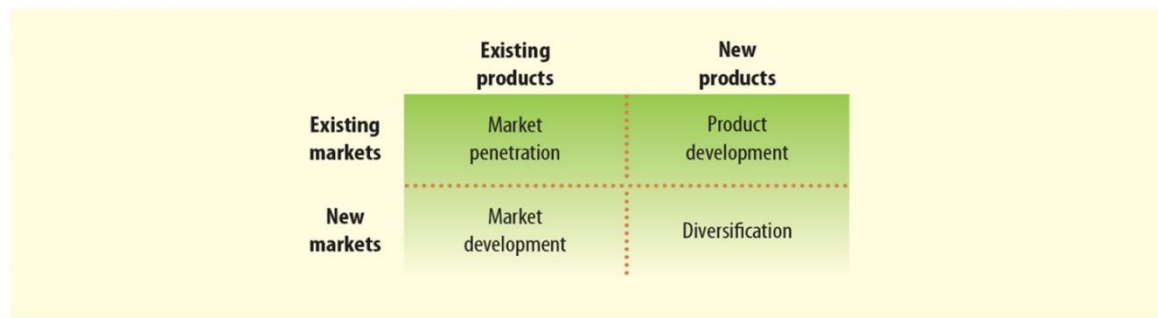 Existing
products
New
products
Existing
markets
Market
penetration
Product
development
New
markets
Market
development
Diversification